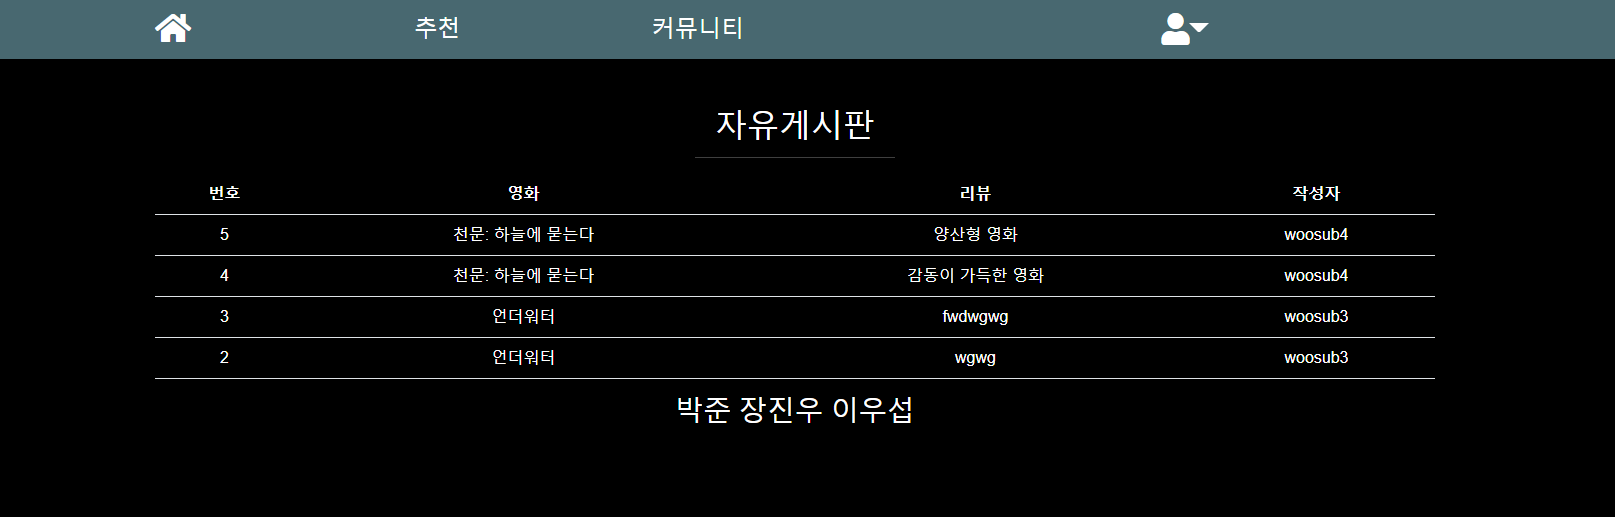 추천 커뮤니티
자유게시판
번호 영화 리뷰 작성자
5 천문: 하늘에 묻는다 양산형 영화 woosub4
4 천문: 하늘에 묻는다 감동이 가득한 영화 woosub4
3 언더워터 fwdwgwg woosub3
2 언더워터 wgwg woosub3
박준 장진우 이우섭